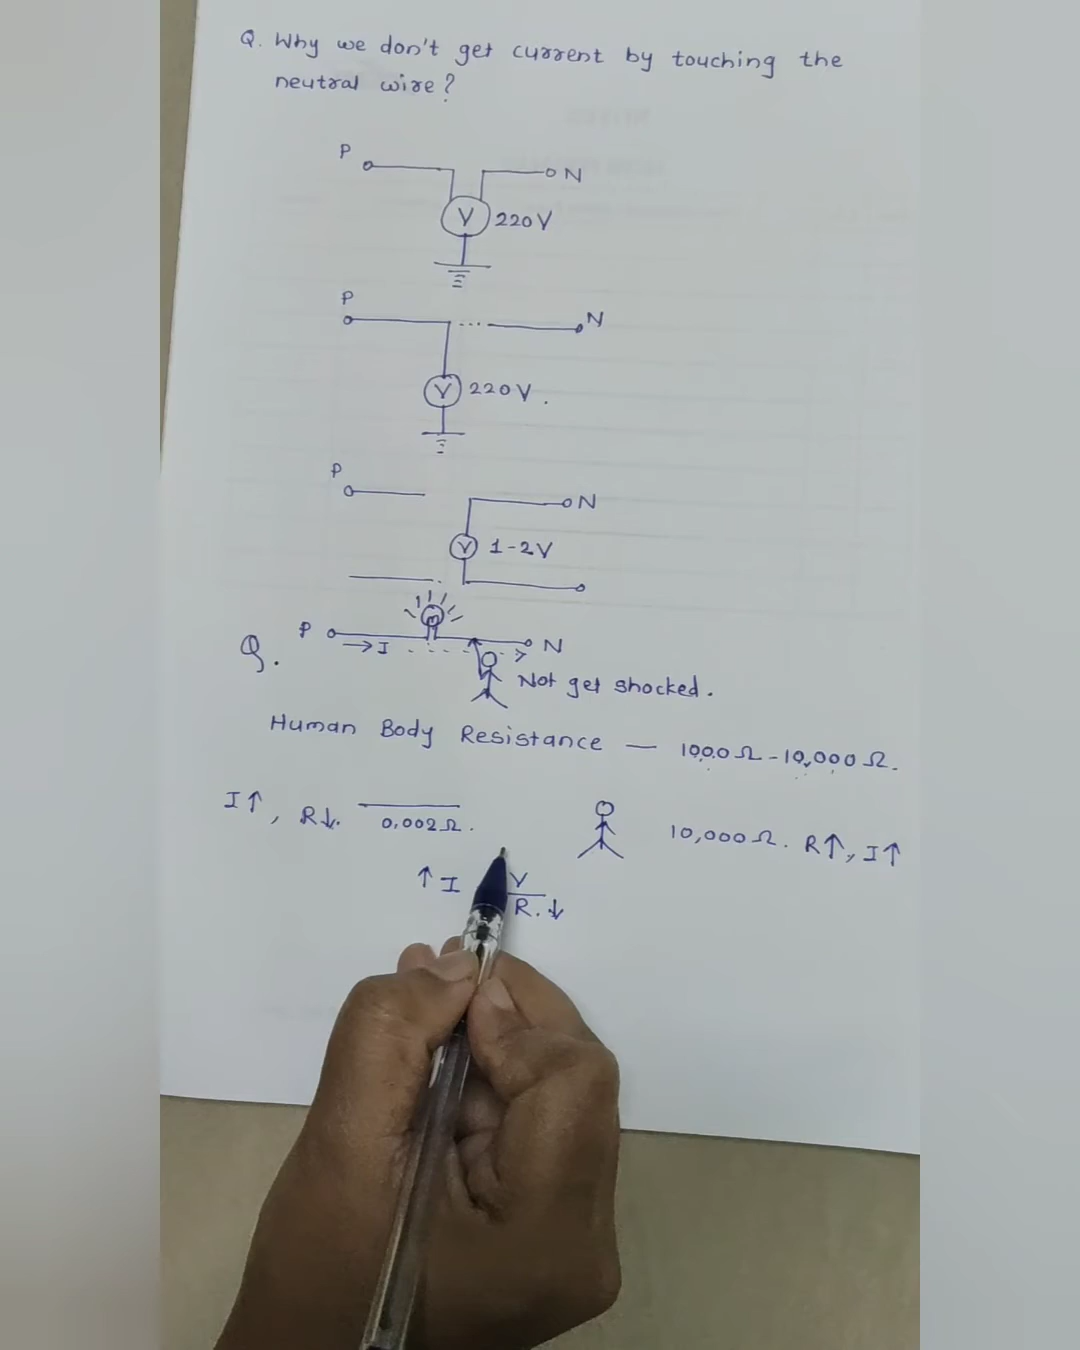 Q. Why we don't get current by touching the
neutral wire?
P
N
V 220V
P
N
V 220V.
P
N
V 1-2V
Q. P I N
Not get shocked.
Human Body Resistance — 1000Ω - 10,000Ω.
I↑, R↓. 0.002Ω. 10,000Ω. R↑, I↑
↑ I V
R. ↓